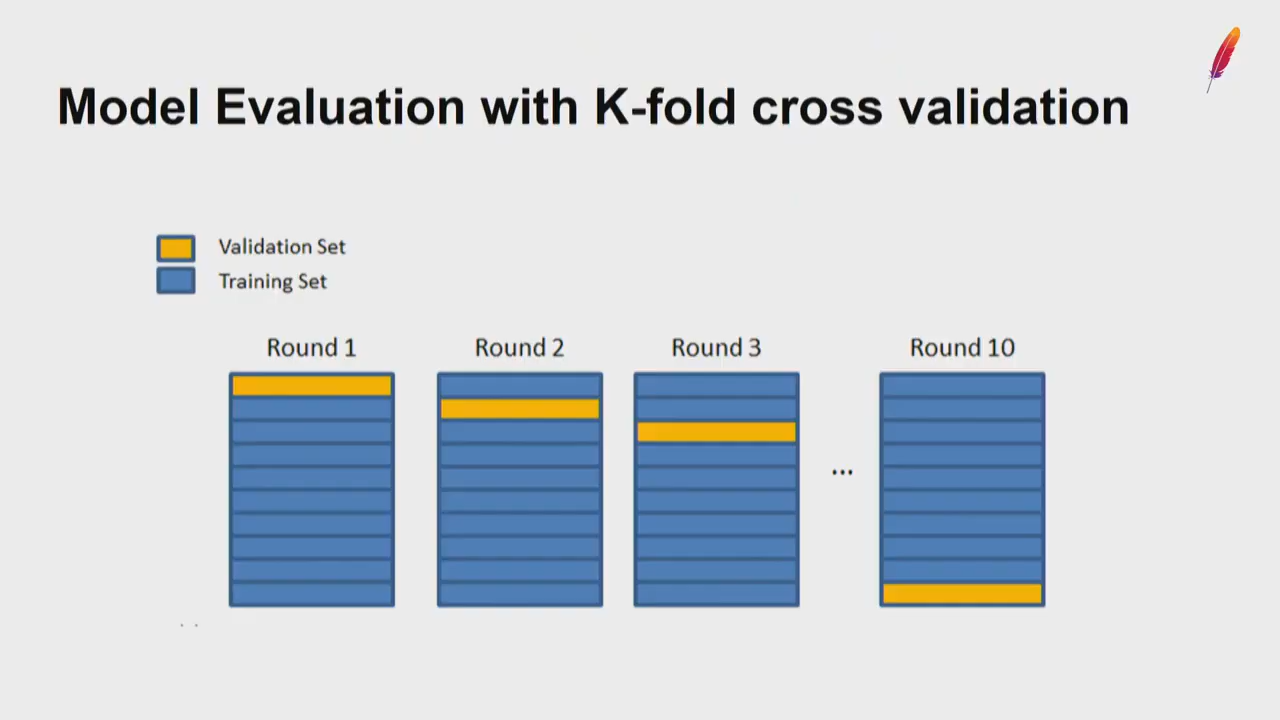 Model Evaluation with K-fold cross validation
Validation Set
Training Set
Round 1 Round 2 Round 3 Round 10
...